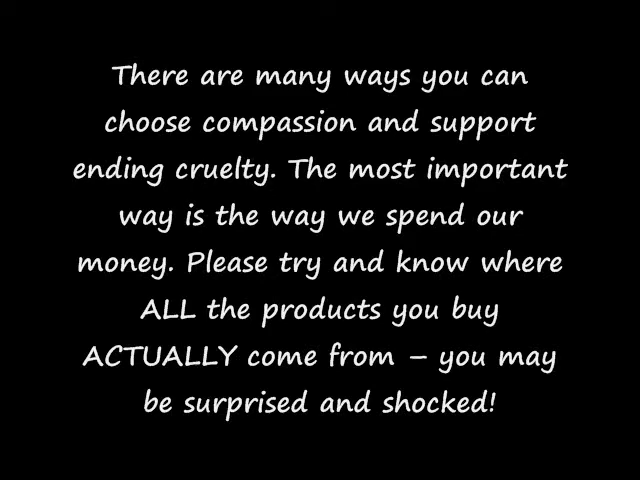 There are many ways you can
choose compassion and support
ending cruelty. The most important
way is the way we spend our
money. Please try and know where
ALL the products you buy
ACTUALLY come from – you may
be surprised and shocked!